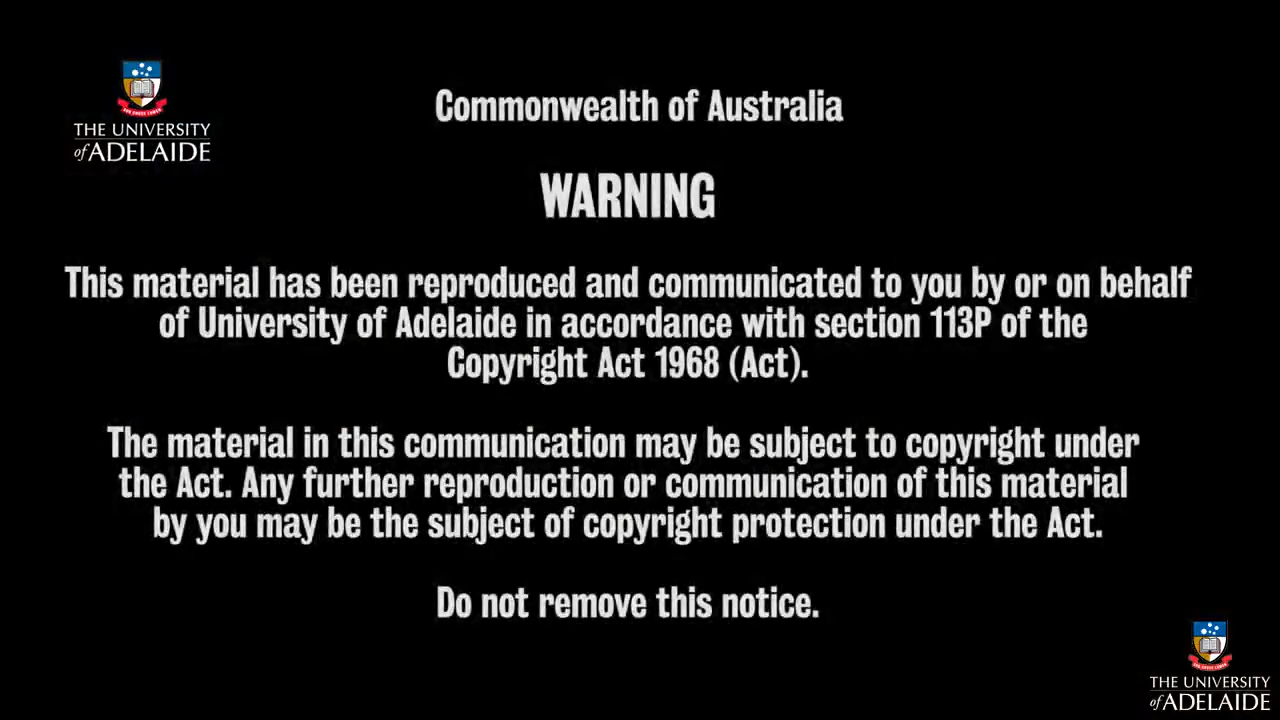 THE UNIVERSITY
of ADELAIDE
Commonwealth of Australia
WARNING
This material has been reproduced and communicated to you by or on behalf
of University of Adelaide in accordance with section 113P of the
Copyright Act 1968 (Act).
The material in this communication may be subject to copyright under
the Act. Any further reproduction or communication of this material
by you may be the subject of copyright protection under the Act.
Do not remove this notice.
THE UNIVERSITY
of ADELAIDE